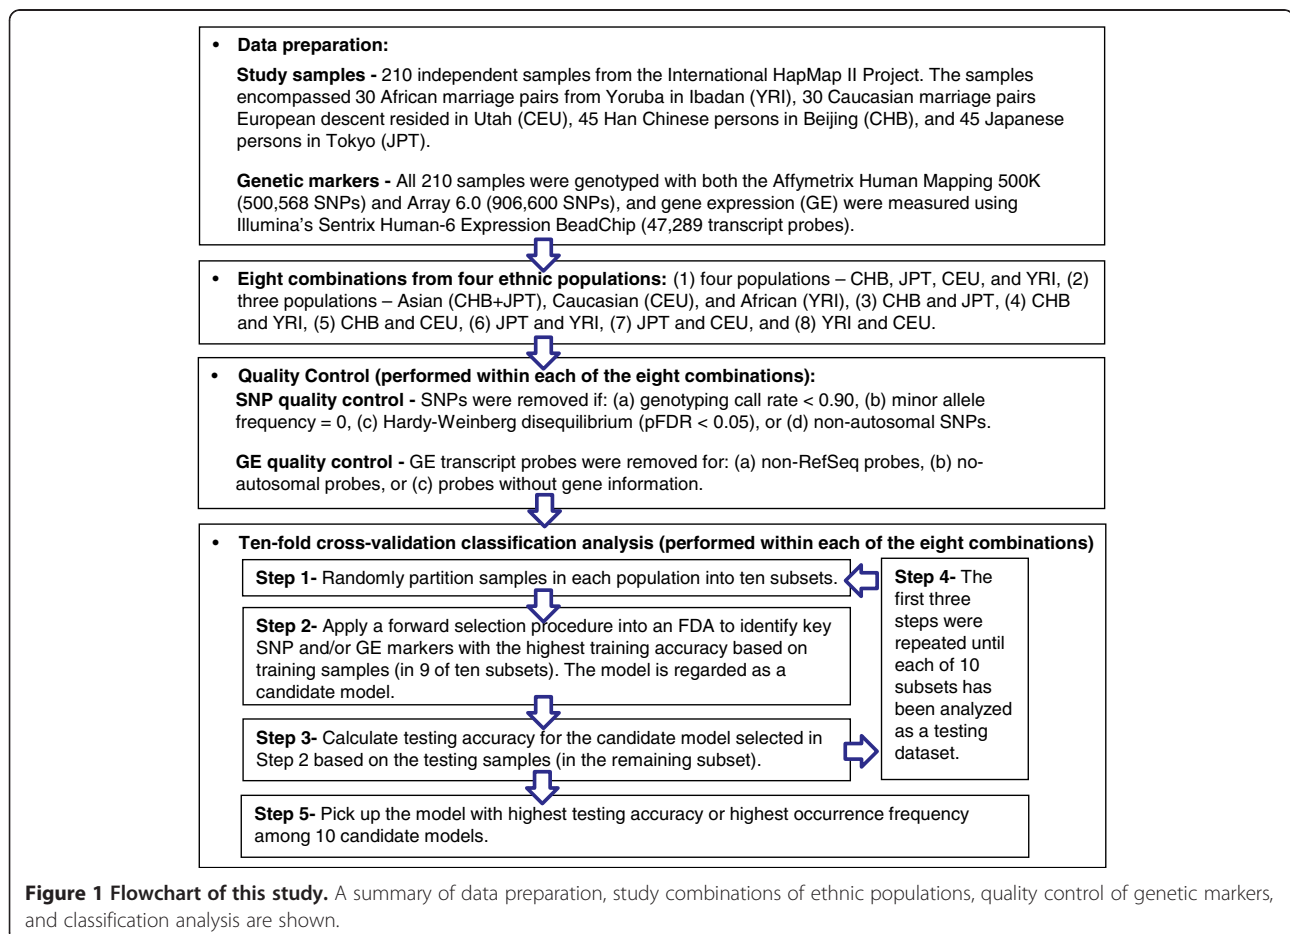 • Data preparation:
Study samples - 210 independent samples from the International HapMap II Project. The samples
encompassed 30 African marriage pairs from Yoruba in Ibadan (YRI), 30 Caucasian marriage pairs
European descent resided in Utah (CEU), 45 Han Chinese persons in Beijing (CHB), and 45 Japanese
persons in Tokyo (JPT).
Genetic markers - All 210 samples were genotyped with both the Affymetrix Human Mapping 500K
(500,568 SNPs) and Array 6.0 (906,600 SNPs), and gene expression (GE) were measured using
Illumina's Sentrix Human-6 Expression BeadChip (47,289 transcript probes).
• Eight combinations from four ethnic populations: (1) four populations – CHB, JPT, CEU, and YRI, (2)
three populations – Asian (CHB+JPT), Caucasian (CEU), and African (YRI), (3) CHB and JPT, (4) CHB
and YRI, (5) CHB and CEU, (6) JPT and YRI, (7) JPT and CEU, and (8) YRI and CEU.
• Quality Control (performed within each of the eight combinations):
SNP quality control - SNPs were removed if: (a) genotyping call rate < 0.90, (b) minor allele
frequency = 0, (c) Hardy-Weinberg disequilibrium (pFDR < 0.05), or (d) non-autosomal SNPs.
GE quality control - GE transcript probes were removed for: (a) non-RefSeq probes, (b) no-
autosomal probes, or (c) probes without gene information.
• Ten-fold cross-validation classification analysis (performed within each of the eight combinations)
Step 1- Randomly partition samples in each population into ten subsets.
Step 2- Apply a forward selection procedure into an FDA to identify key
SNP and/or GE markers with the highest training accuracy based on
training samples (in 9 of ten subsets). The model is regarded as a
candidate model.
Step 3- Calculate testing accuracy for the candidate model selected in
Step 2 based on the testing samples (in the remaining subset).
Step 4- The
first three
steps were
repeated until
each of 10
subsets has
been analyzed
as a testing
dataset.
Step 5- Pick up the model with highest testing accuracy or highest occurrence frequency
among 10 candidate models.
Figure 1 Flowchart of this study. A summary of data preparation, study combinations of ethnic populations, quality control of genetic markers,
and classification analysis are shown.